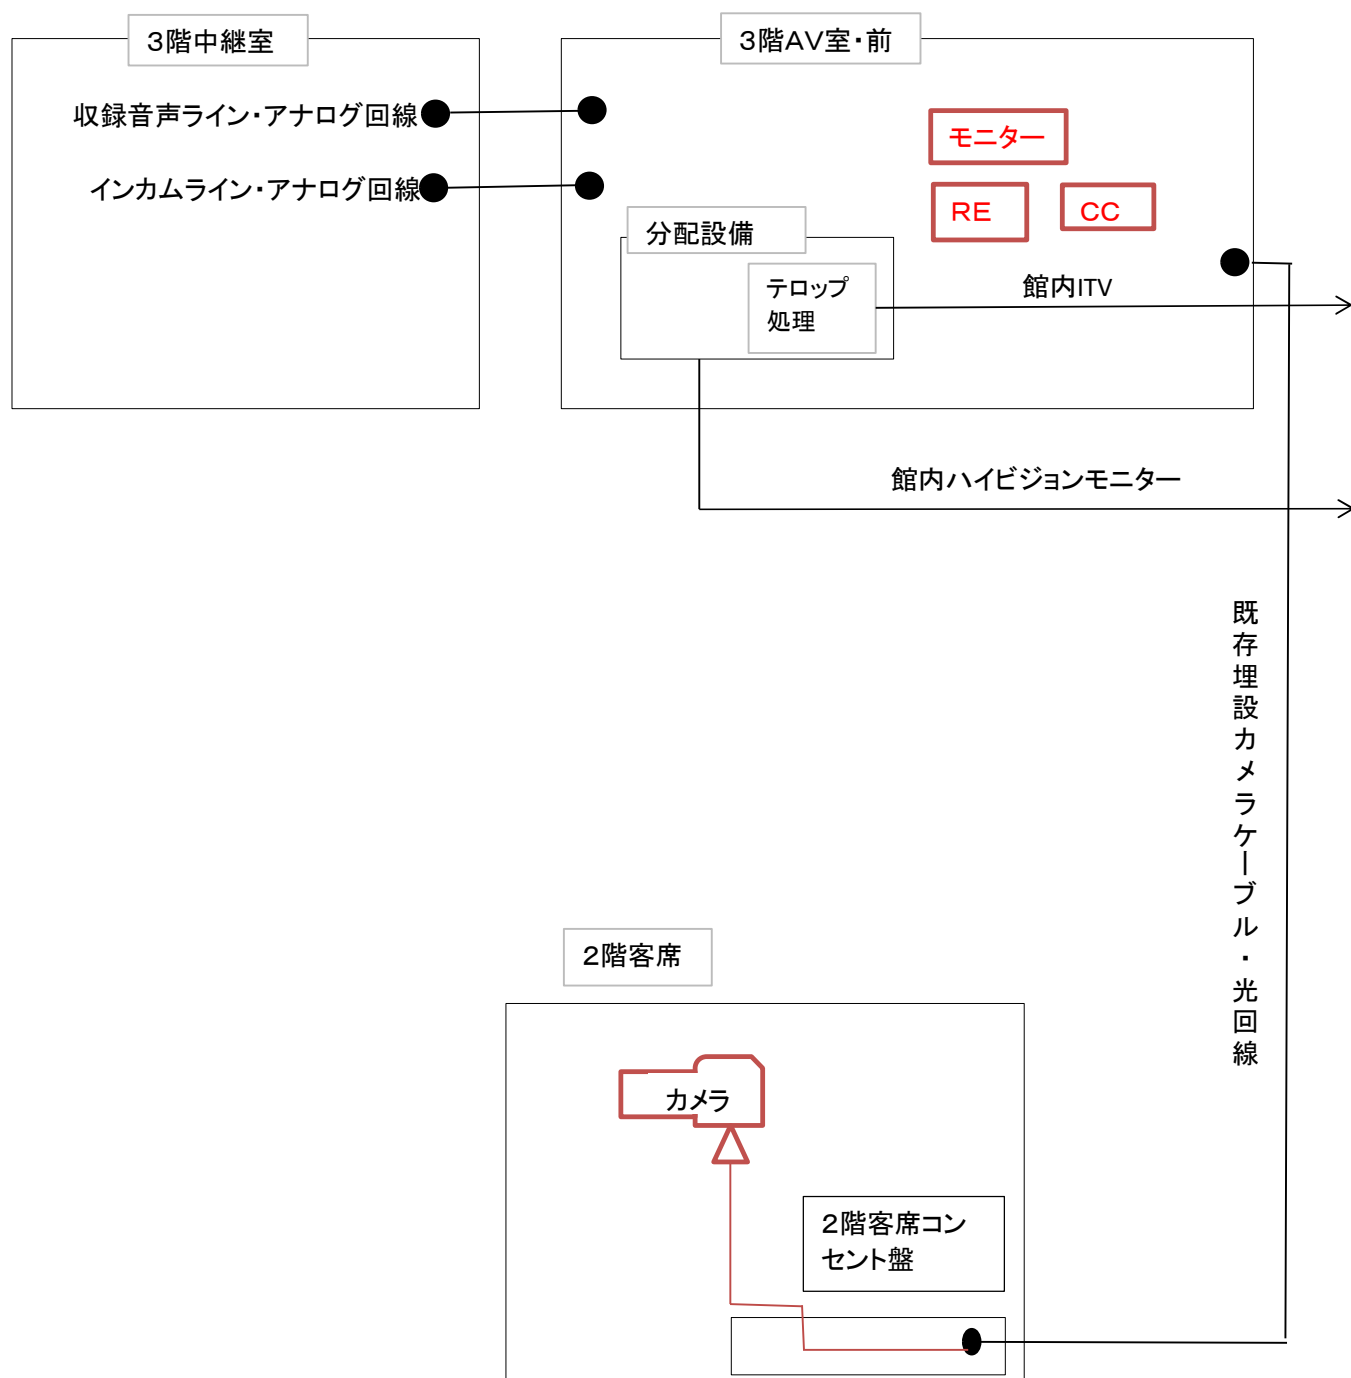 3階中継室
3階AV室・前
収録音声ライン・アナログ回線
インカムライン・アナログ回線
モニター
RE
CC
分配設備
テロップ
処理
館内ITV
館内ハイビジョンモニター
既存埋設カメラケーブル・光回線
2階客席
カメラ
2階客席コン
セント盤